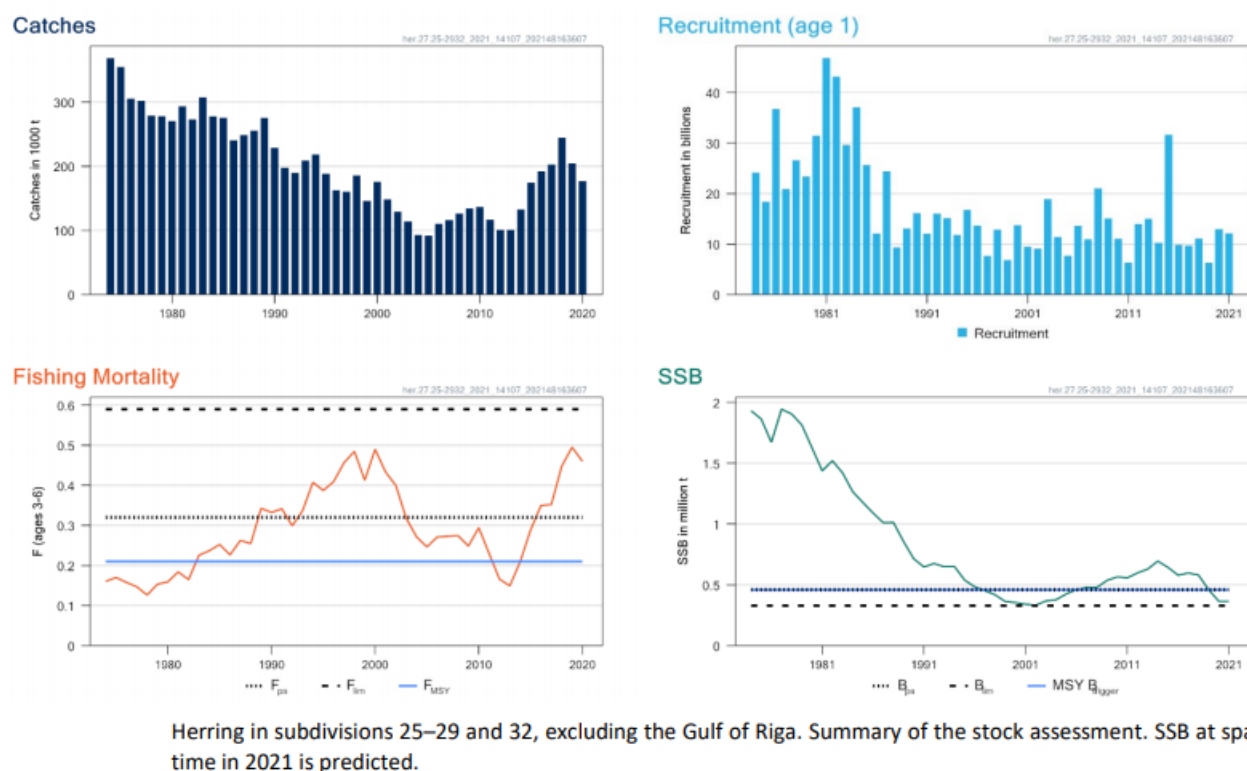 Catches
her.27.25-2932_2021_14107_202148163607
Catches in 1000 t
300
200
100
0
1980
1990
2000
2010
2020
Recruitment (age 1)
her.27.25-2932_2021_14107_202148163607
Recruitment in billions
40
30
20
10
0
1981
1991
2001
2011
2021
Recruitment
Fishing Mortality
her.27.25-2932_2021_14107_202148163607
F (ages 3-6)
0.6
0.5
0.4
0.3
0.2
0.1
0
1980
1990
2000
2010
2020
Fpa Flim FMSY
SSB
her.27.25-2932_2021_14107_202148163607
SSB in million t
2
1.5
1
0.5
0
1981
1991
2001
2011
2021
Bpa Blim MSY Btrigger
Herring in subdivisions 25–29 and 32, excluding the Gulf of Riga. Summary of the stock assessment. SSB at spa
time in 2021 is predicted.